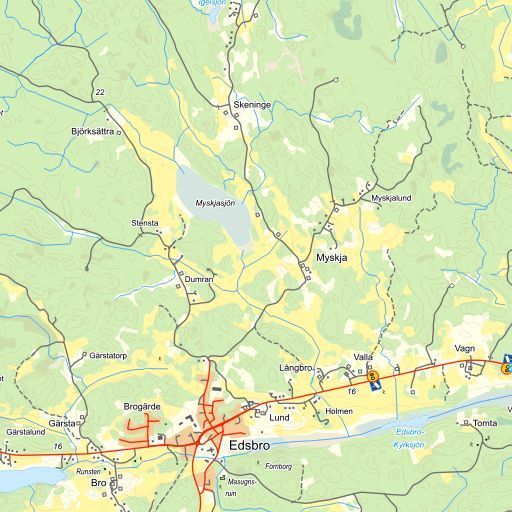 igelsjön
22
Skeninge
Björksättra
Myskjasjön
Myskjalund
Stensta
Myskja
Dumran
Gärstatorp
Vagn
Valla
Långbro
16
Brogärde
Holmen
Lund
Gärsta
Tomta
Gärstalund
Edsbro
Edsbro-
Kyrksjön
16
Runsten
Fornborg
Bro
Masugns-
ruin